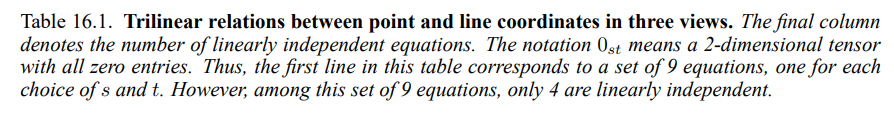 Table 16.1. Trilinear relations between point and line coordinates in three views. The final column
denotes the number of linearly independent equations. The notation 0st means a 2-dimensional tensor
with all zero entries. Thus, the first line in this table corresponds to a set of 9 equations, one for each
choice of s and t. However, among this set of 9 equations, only 4 are linearly independent.